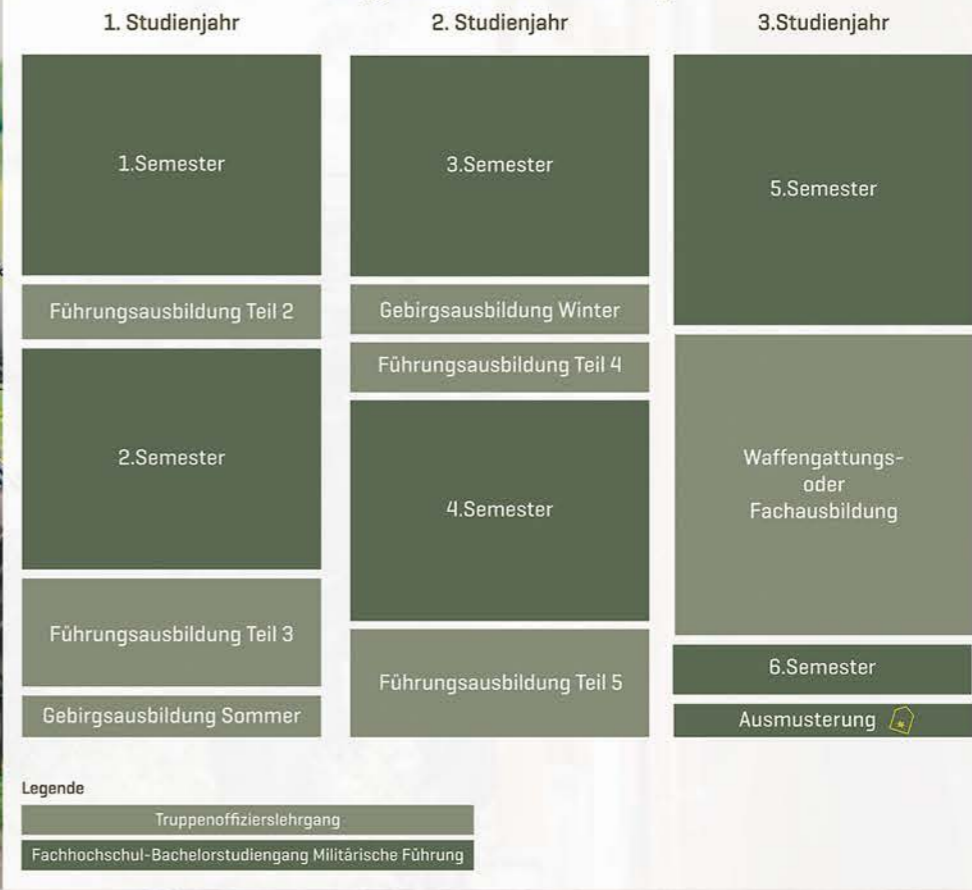 1. Studienjahr
1.Semester
Führungsausbildung Teil 2
2.Semester
Führungsausbildung Teil 3
Gebirgsausbildung Sommer
2. Studienjahr
3.Semester
Gebirgsausbildung Winter
Führungsausbildung Teil 4
4.Semester
Führungsausbildung Teil 5
3.Studienjahr
5.Semester
Waffengattungs-
oder
Fachausbildung
6.Semester
Ausmusterung
Legende
Truppenoffizierslehrgang
Fachhochschul-Bachelorstudiengang Militärische Führung